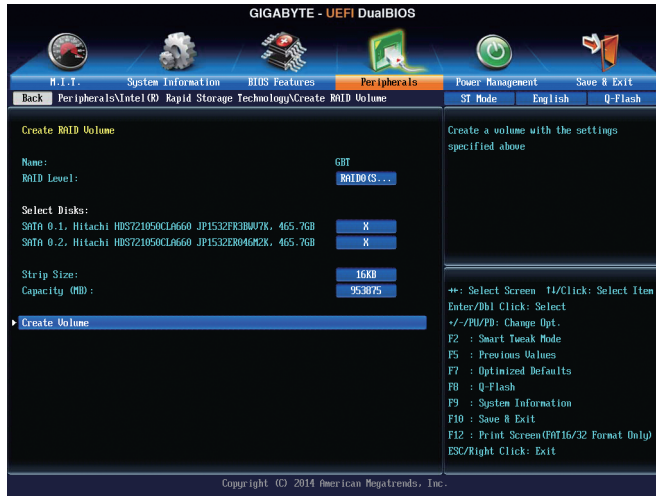 GIGABYTE - UEFI DualBIOS
M.I.T. System Information BIOS Features Peripherals Power Management Save & Exit
Back Peripherals\Intel(R) Rapid Storage Technology\Create RAID Volume ST Mode English Q-Flash
Create RAID Volume
Name: GBT
RAID Level: RAID0(S...
Select Disks:
SATA 0.1, Hitachi HDS721050CLA660 JP1532FR3BWV7K, 465.7GB X
SATA 0.2, Hitachi HDS721050CLA660 JP1532ER046M2K, 465.7GB X
Strip Size: 16KB
Capacity (MB): 953875
Create Volume
Create a volume with the settings
specified above
→←: Select Screen ↑↓/Click: Select Item
Enter/Dbl Click: Select
+/-/PU/PD: Change Opt.
F2 : Smart Tweak Mode
F5 : Previous Values
F7 : Optimized Defaults
F8 : Q-Flash
F9 : System Information
F10 : Save & Exit
F12 : Print Screen(FAT16/32 Format Only)
ESC/Right Click: Exit
Copyright (C) 2014 American Megatrends, Inc.